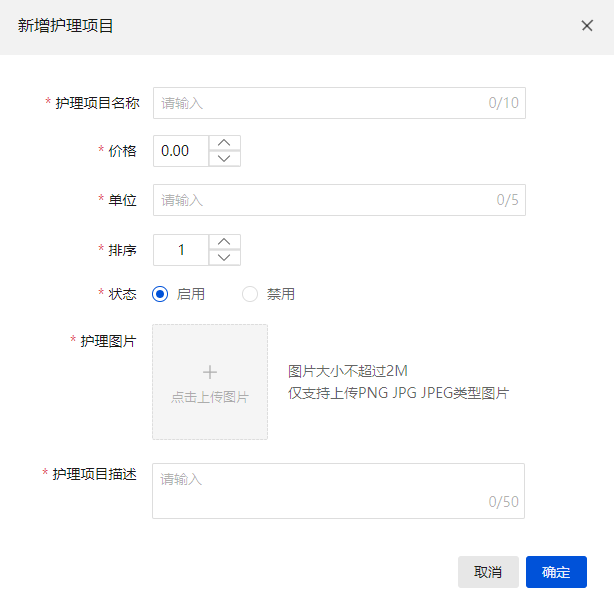 新增护理项目
* 护理项目名称 请输入 0/10
* 价格 0.00
* 单位 请输入 0/5
* 排序 1
* 状态 启用 禁用
* 护理图片
点击上传图片
图片大小不超过2M
仅支持上传PNG JPG JPEG类型图片
* 护理项目描述 请输入
0/50
取消 确定